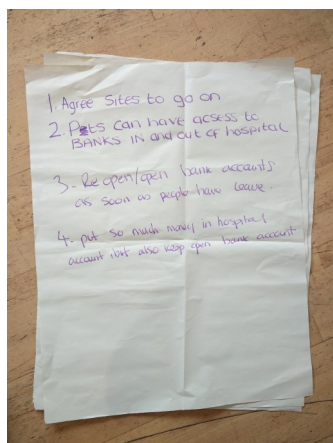 1. Agree Sites to go on
2. Pts can have acsess to
BANKS IN and out of hospital
3- Re open/open bank accounts
as soon as people have leave.
4- put so much money in hospital
account, but also keep open bank account